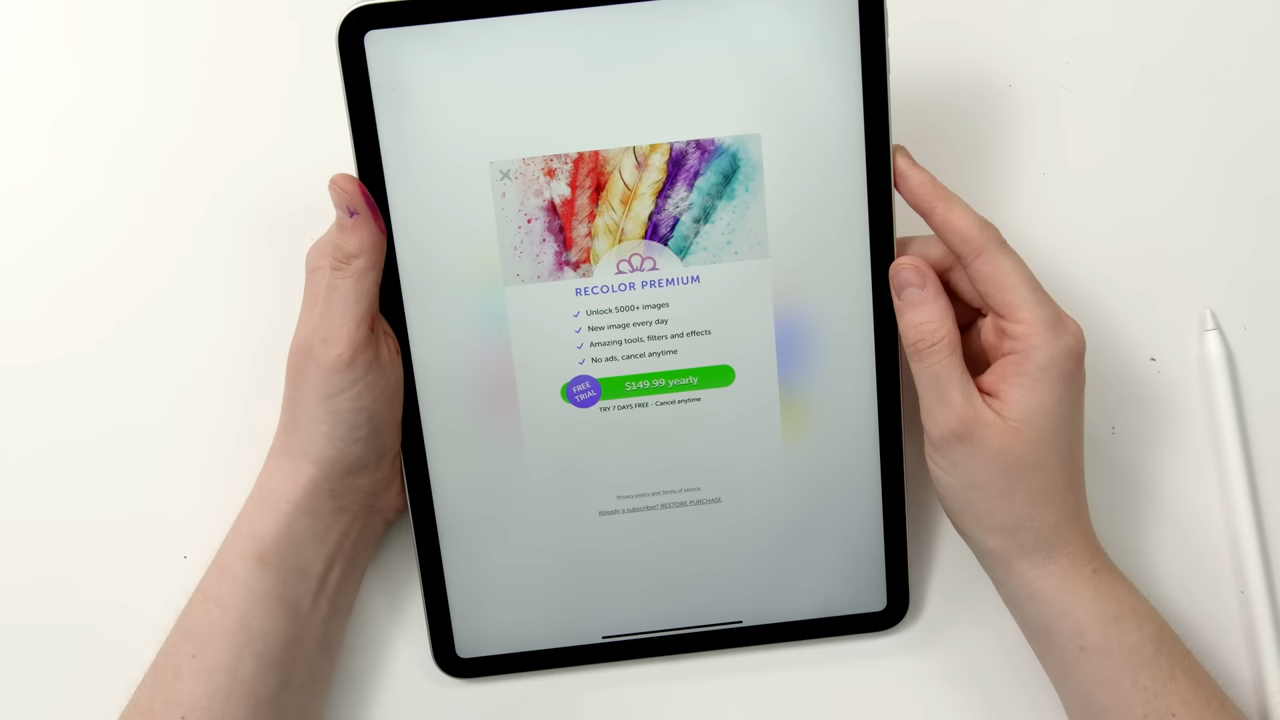 RECOLOR PREMIUM
Unlock 5000+ images
New image every day
Amazing tools, filters and effects
No ads, cancel anytime
FREE
TRIAL
$149.99 yearly
TRY 7 DAYS FREE - Cancel anytime
Privacy policy and Terms of service
Already a subscriber? RESTORE PURCHASE